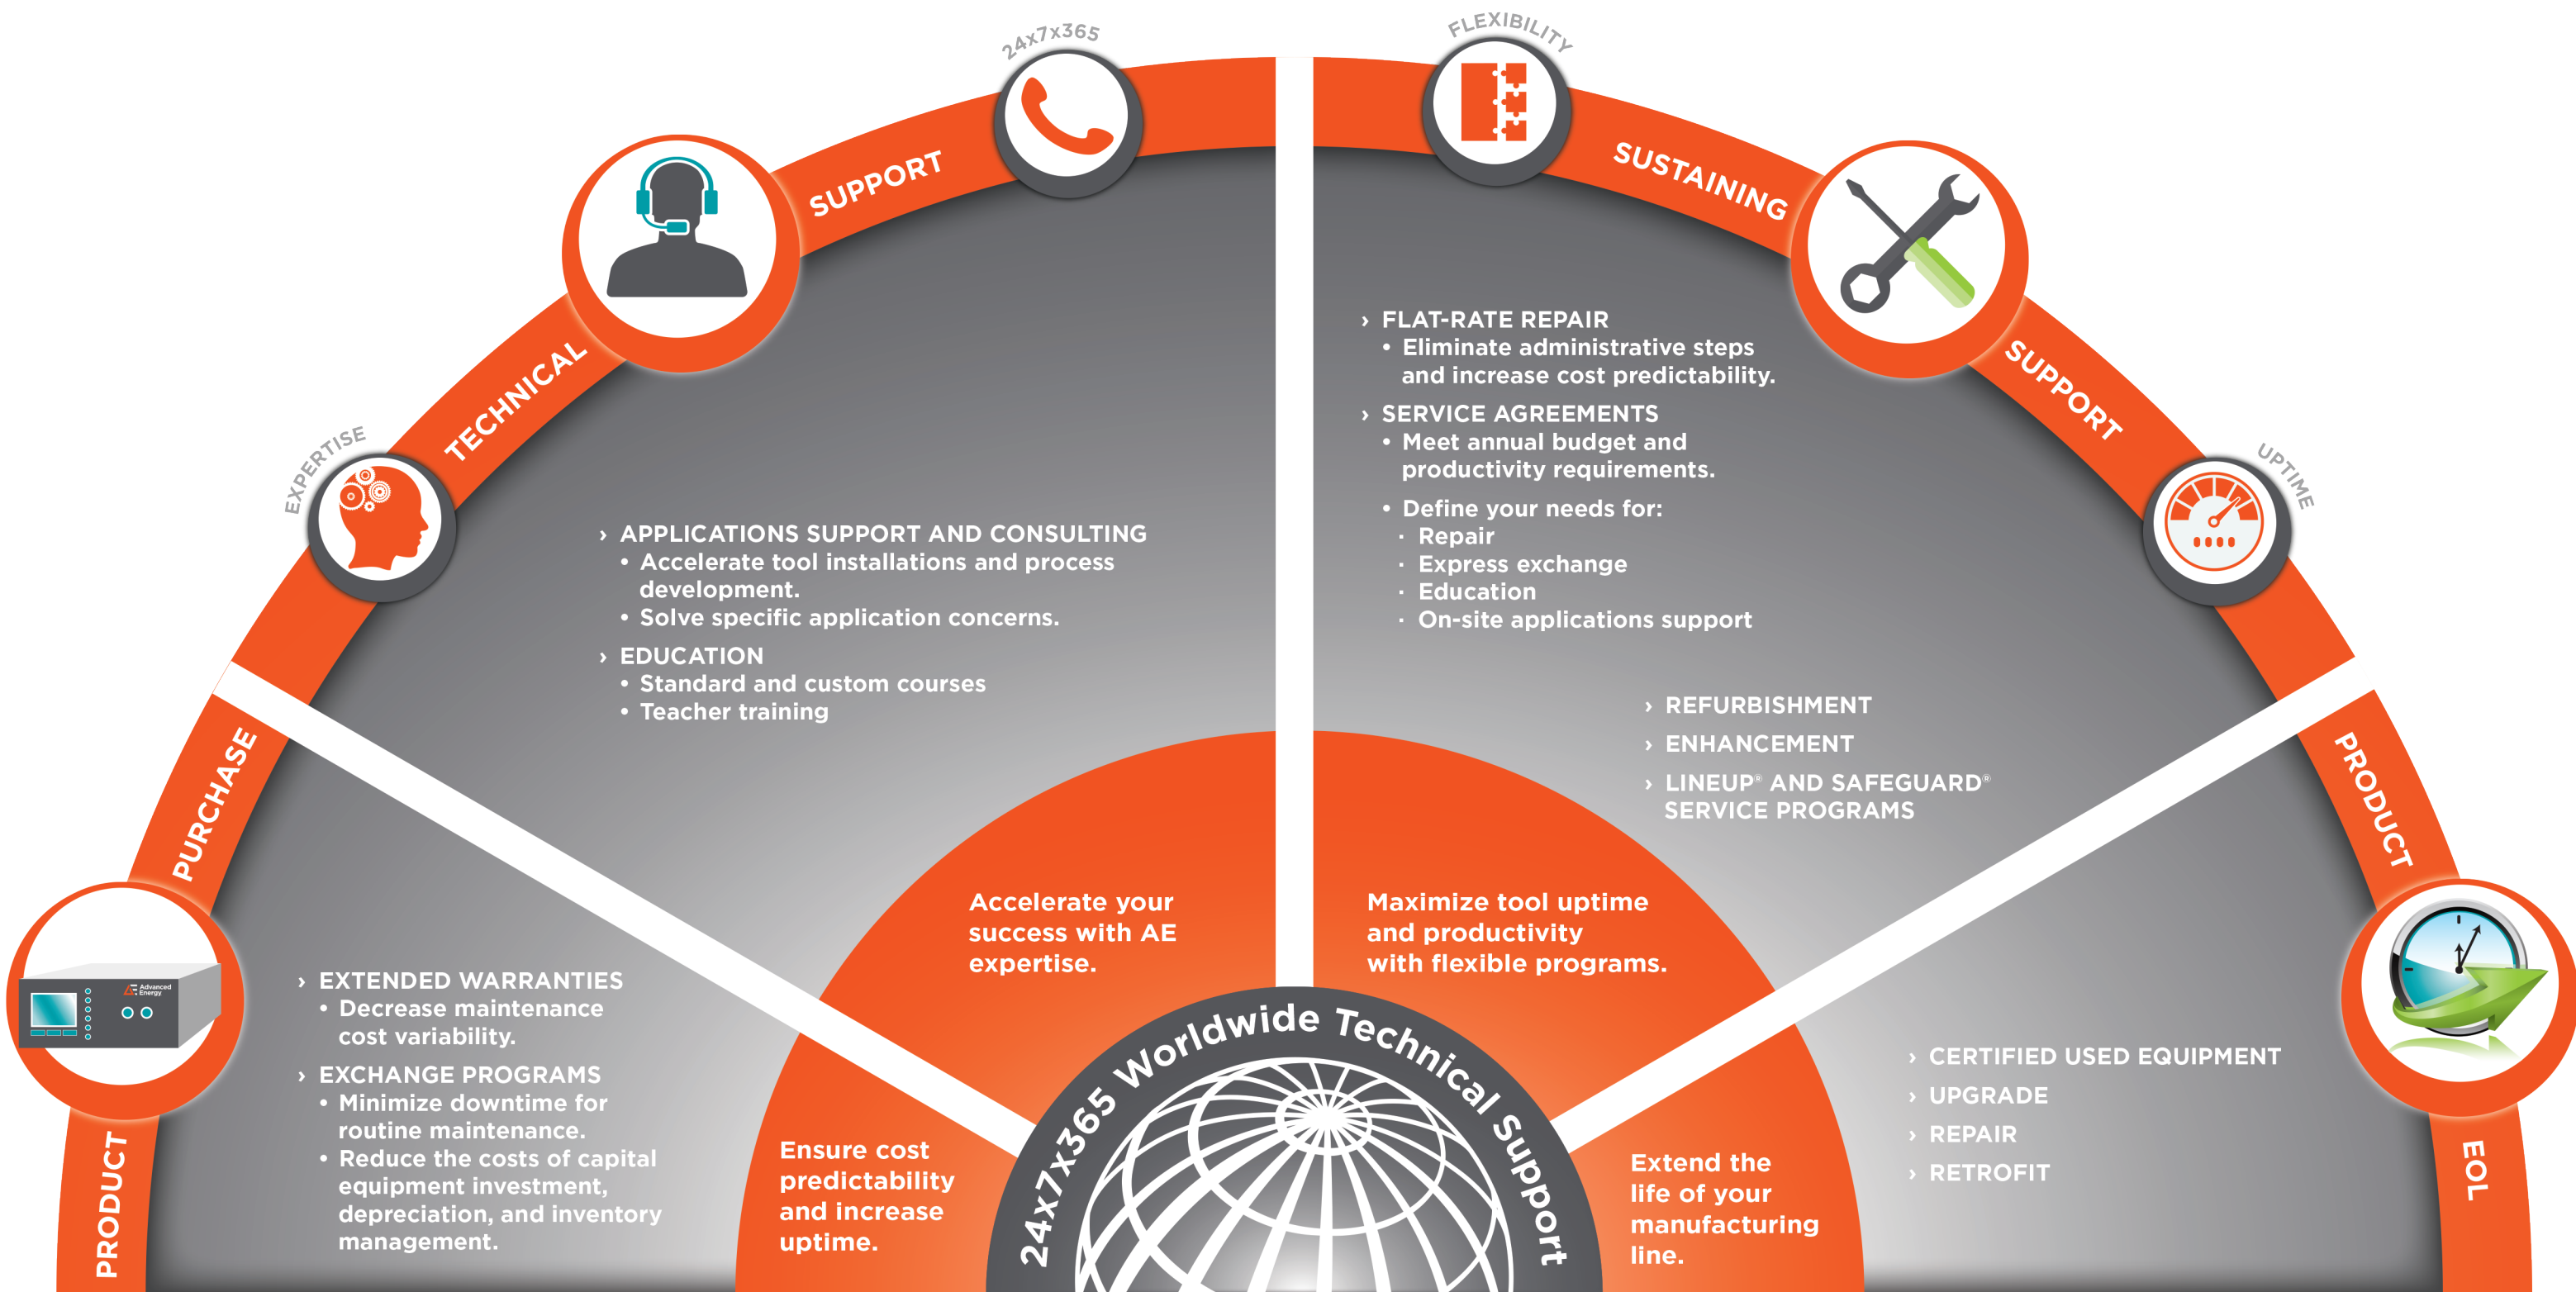 PRODUCT
PURCHASE
Advanced
Energy
› EXTENDED WARRANTIES
• Decrease maintenance
cost variability.
› EXCHANGE PROGRAMS
• Minimize downtime for
routine maintenance.
• Reduce the costs of capital
equipment investment,
depreciation, and inventory
management.
Ensure cost
predictability
and increase
uptime.
EXPERTISE
TECHNICAL
SUPPORT
24x7x365
› APPLICATIONS SUPPORT AND CONSULTING
• Accelerate tool installations and process
development.
• Solve specific application concerns.
› EDUCATION
• Standard and custom courses
• Teacher training
Accelerate your
success with AE
expertise.
FLEXIBILITY
SUSTAINING
SUPPORT
UPTIME
› FLAT-RATE REPAIR
• Eliminate administrative steps
and increase cost predictability.
› SERVICE AGREEMENTS
• Meet annual budget and
productivity requirements.
• Define your needs for:
· Repair
· Express exchange
· Education
· On-site applications support
› REFURBISHMENT
› ENHANCEMENT
› LINEUP® AND SAFEGUARD®
SERVICE PROGRAMS
Maximize tool uptime
and productivity
with flexible programs.
PRODUCT
EOL
› CERTIFIED USED EQUIPMENT
› UPGRADE
› REPAIR
› RETROFIT
Extend the
life of your
manufacturing
line.
24x7x365 Worldwide Technical Support